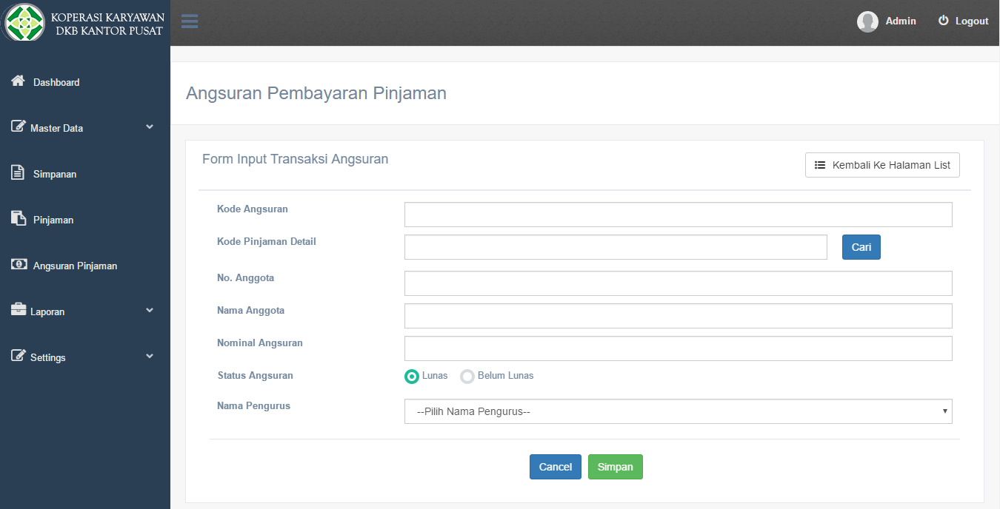 KOPERASI KARYAWAN
DKB KANTOR PUSAT
Admin
Logout
Dashboard
Master Data
Simpanan
Pinjaman
Angsuran Pinjaman
Laporan
Settings
Angsuran Pembayaran Pinjaman
Form Input Transaksi Angsuran
Kembali Ke Halaman List
Kode Angsuran
Kode Pinjaman Detail
Cari
No. Anggota
Nama Anggota
Nominal Angsuran
Status Angsuran
Lunas
Belum Lunas
Nama Pengurus
--Pilih Nama Pengurus--
Cancel
Simpan